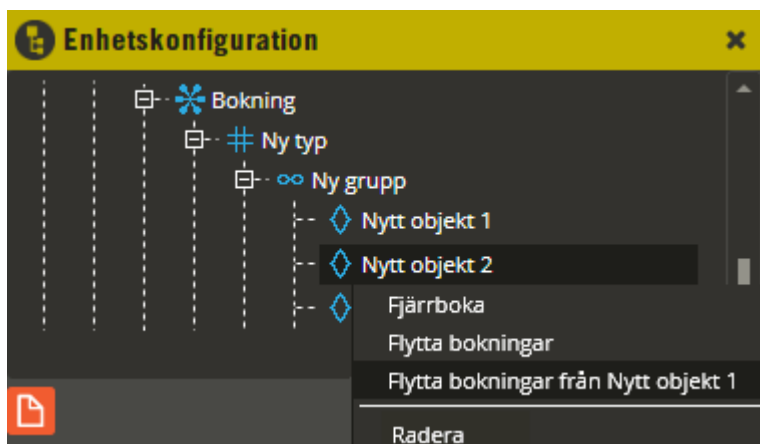 Enhetskonfiguration
Bokning
Ny typ
Ny grupp
Nytt objekt 1
Nytt objekt 2
Fjärrboka
Flytta bokningar
Flytta bokningar från Nytt objekt 1
Radera